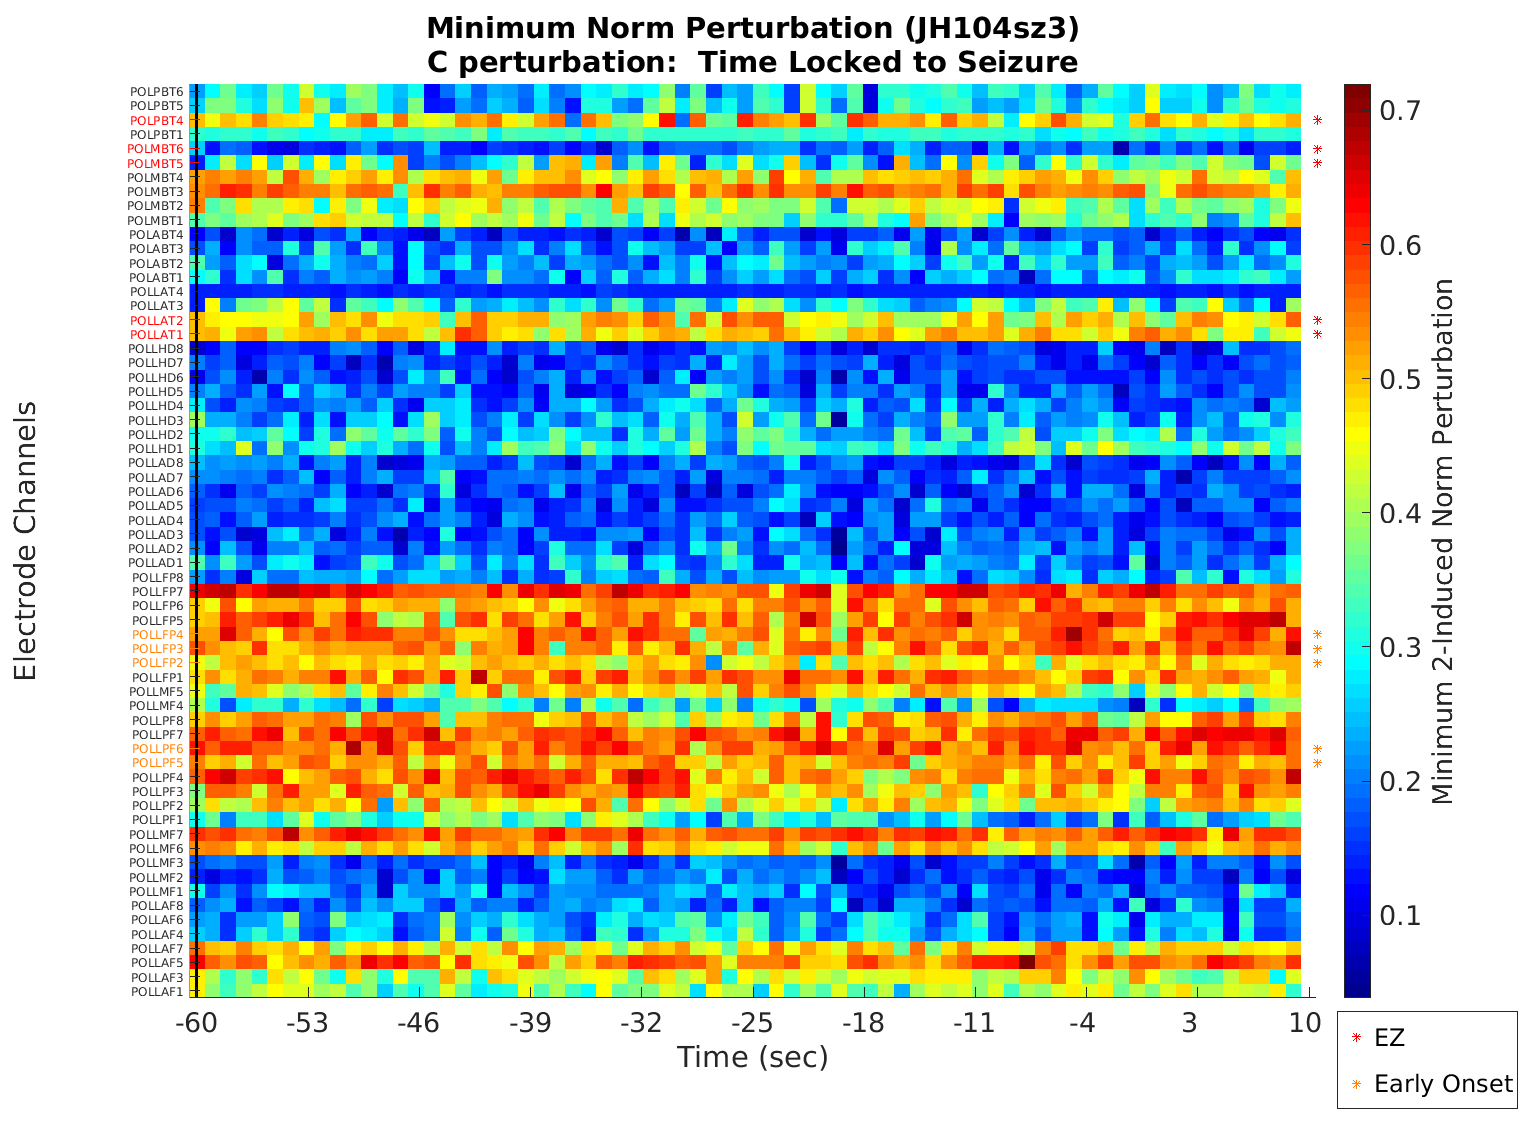 Minimum Norm Perturbation (JH104sz3)
C perturbation: Time Locked to Seizure
Electrode Channels
POLPBT6
POLPBT5
POLPBT4
POLPBT1
POLMBT6
POLMBT5
POLMBT4
POLMBT3
POLMBT2
POLMBT1
POLABT4
POLABT3
POLABT2
POLABT1
POLLAT4
POLLAT3
POLLAT2
POLLAT1
POLLHD8
POLLHD7
POLLHD6
POLLHD5
POLLHD4
POLLHD3
POLLHD2
POLLHD1
POLLAD8
POLLAD7
POLLAD6
POLLAD5
POLLAD4
POLLAD3
POLLAD2
POLLAD1
POLLFP8
POLLFP7
POLLFP6
POLLFP5
POLLFP4
POLLFP3
POLLFP2
POLLFP1
POLLMF5
POLLMF4
POLLPF8
POLLPF7
POLLPF6
POLLPF5
POLLPF4
POLLPF3
POLLPF2
POLLPF1
POLLMF7
POLLMF6
POLLMF3
POLLMF2
POLLMF1
POLLAF8
POLLAF6
POLLAF4
POLLAF7
POLLAF5
POLLAF3
POLLAF1
-60 -53 -46 -39 -32 -25 -18 -11 -4 3 10
Time (sec)
0.7
0.6
0.5
0.4
0.3
0.2
0.1
Minimum 2-Induced Norm Perturbation
EZ
Early Onset